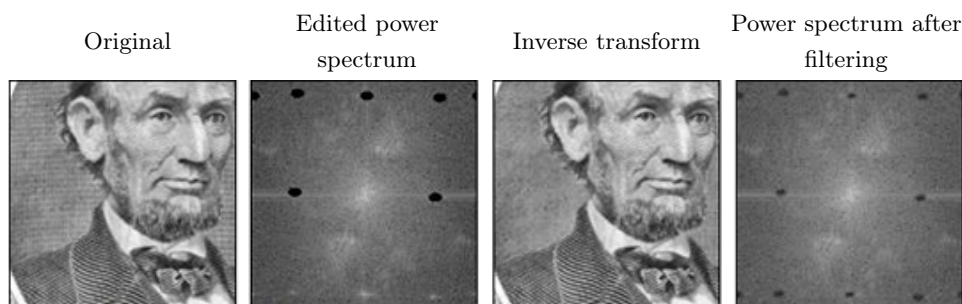 Original
Edited power
spectrum
Inverse transform
Power spectrum after
filtering